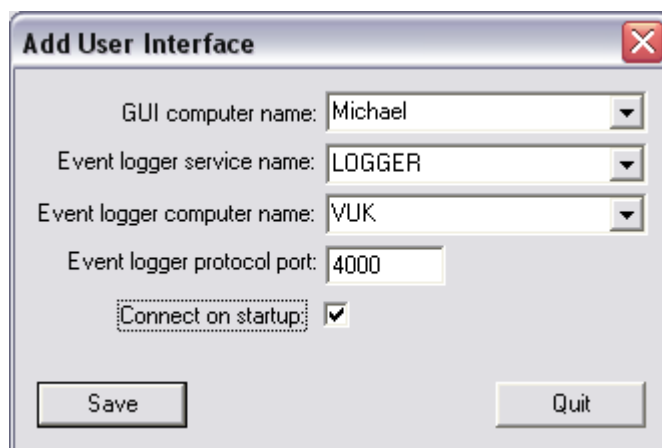 Add User Interface
GUI computer name: Michael
Event logger service name: LOGGER
Event logger computer name: VUK
Event logger protocol port: 4000
Connect on startup:
Save Quit